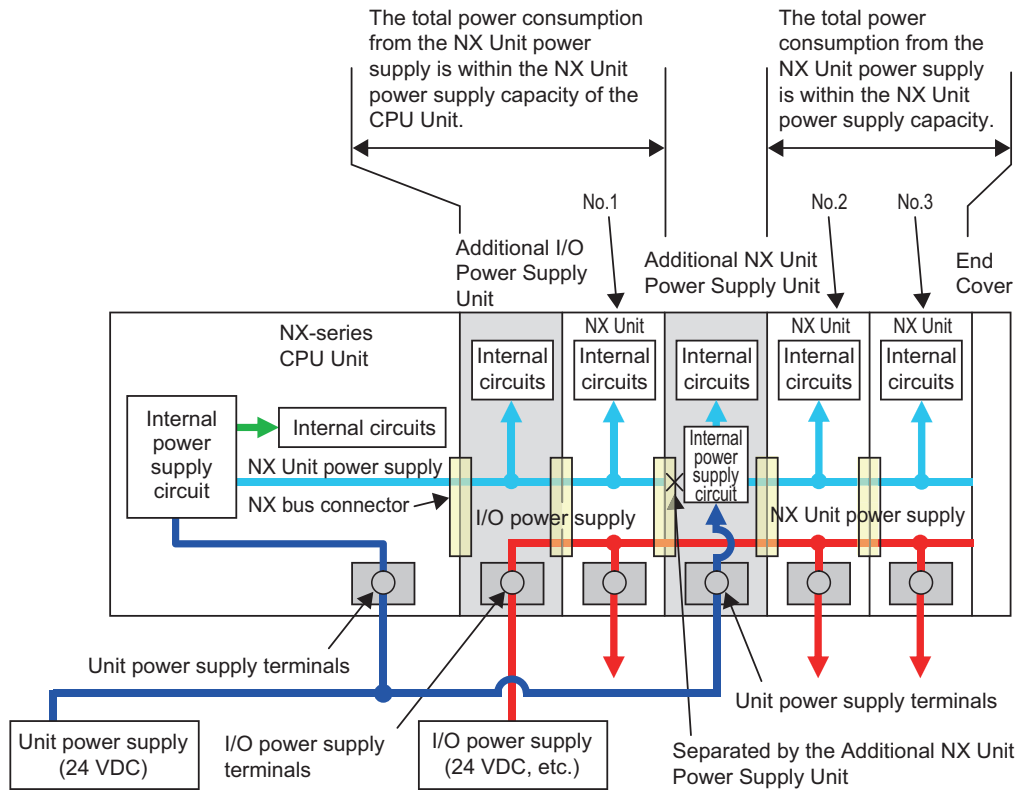 The total power consumption
from the NX Unit power
supply is within the NX Unit
power supply capacity of the
CPU Unit.
The total power
consumption from the
NX Unit power supply
is within the NX Unit
power supply capacity.
No.1
No.2
No.3
Additional I/O
Power Supply
Unit
Additional NX Unit
Power Supply Unit
End
Cover
NX-series
CPU Unit
NX Unit
NX Unit
NX Unit
Internal
circuits
Internal
circuits
Internal
circuits
Internal
circuits
Internal
circuits
Internal
power
supply
circuit
Internal circuits
Internal
power
supply
circuit
NX Unit power supply
NX bus connector
I/O power supply
NX Unit power supply
Unit power supply terminals
Unit power supply terminals
Unit power supply
(24 VDC)
I/O power supply
terminals
I/O power supply
(24 VDC, etc.)
Separated by the Additional NX Unit
Power Supply Unit